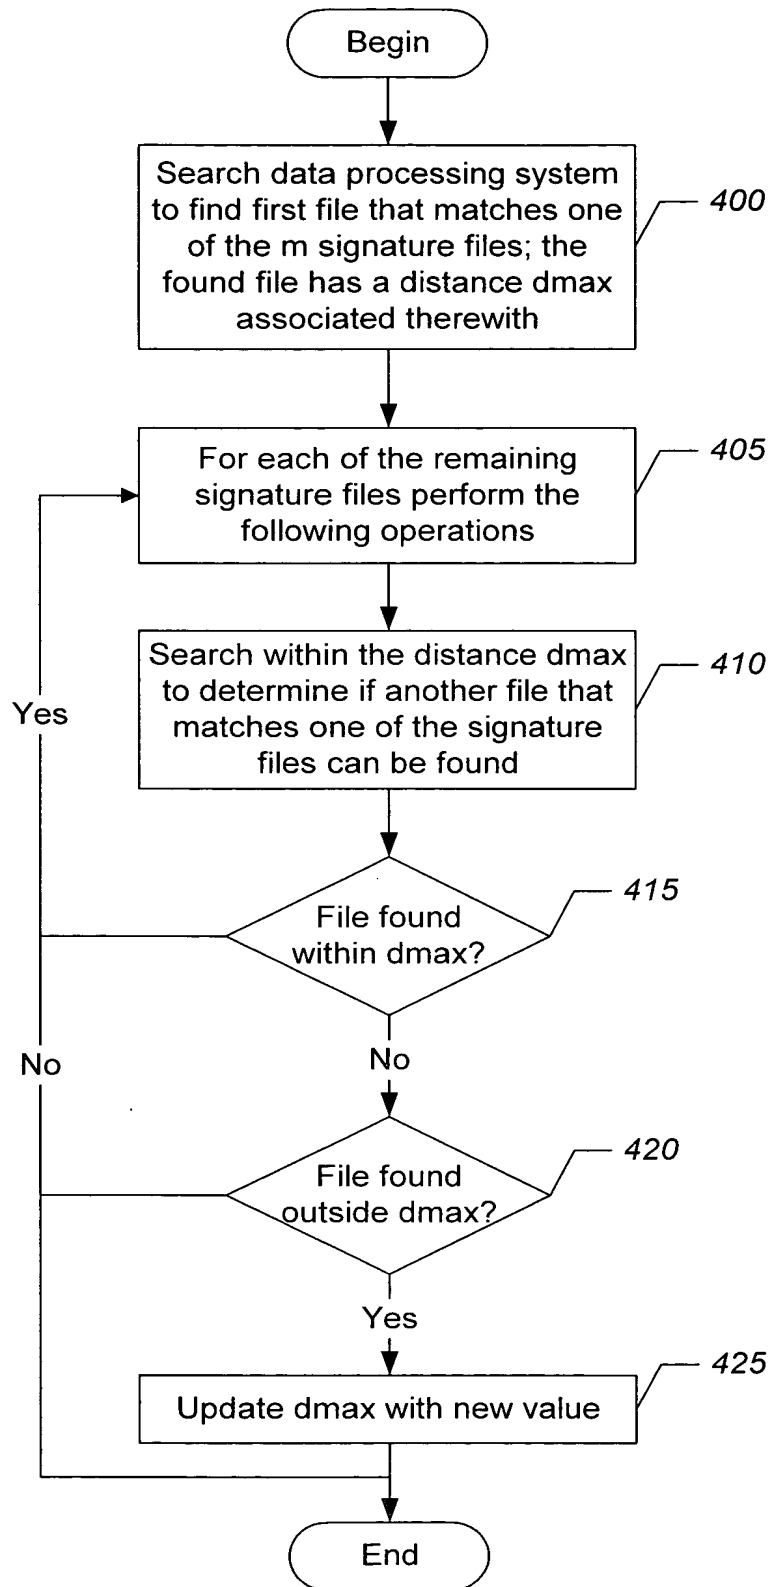 Begin
Search data processing system
to find first file that matches one
of the m signature files; the
found file has a distance dmax
associated therewith
400
For each of the remaining
signature files perform the
following operations
405
Search within the distance dmax
to determine if another file that
matches one of the signature
files can be found
410
Yes
File found
within dmax?
415
No
No
File found
outside dmax?
420
Yes
Update dmax with new value
425
End